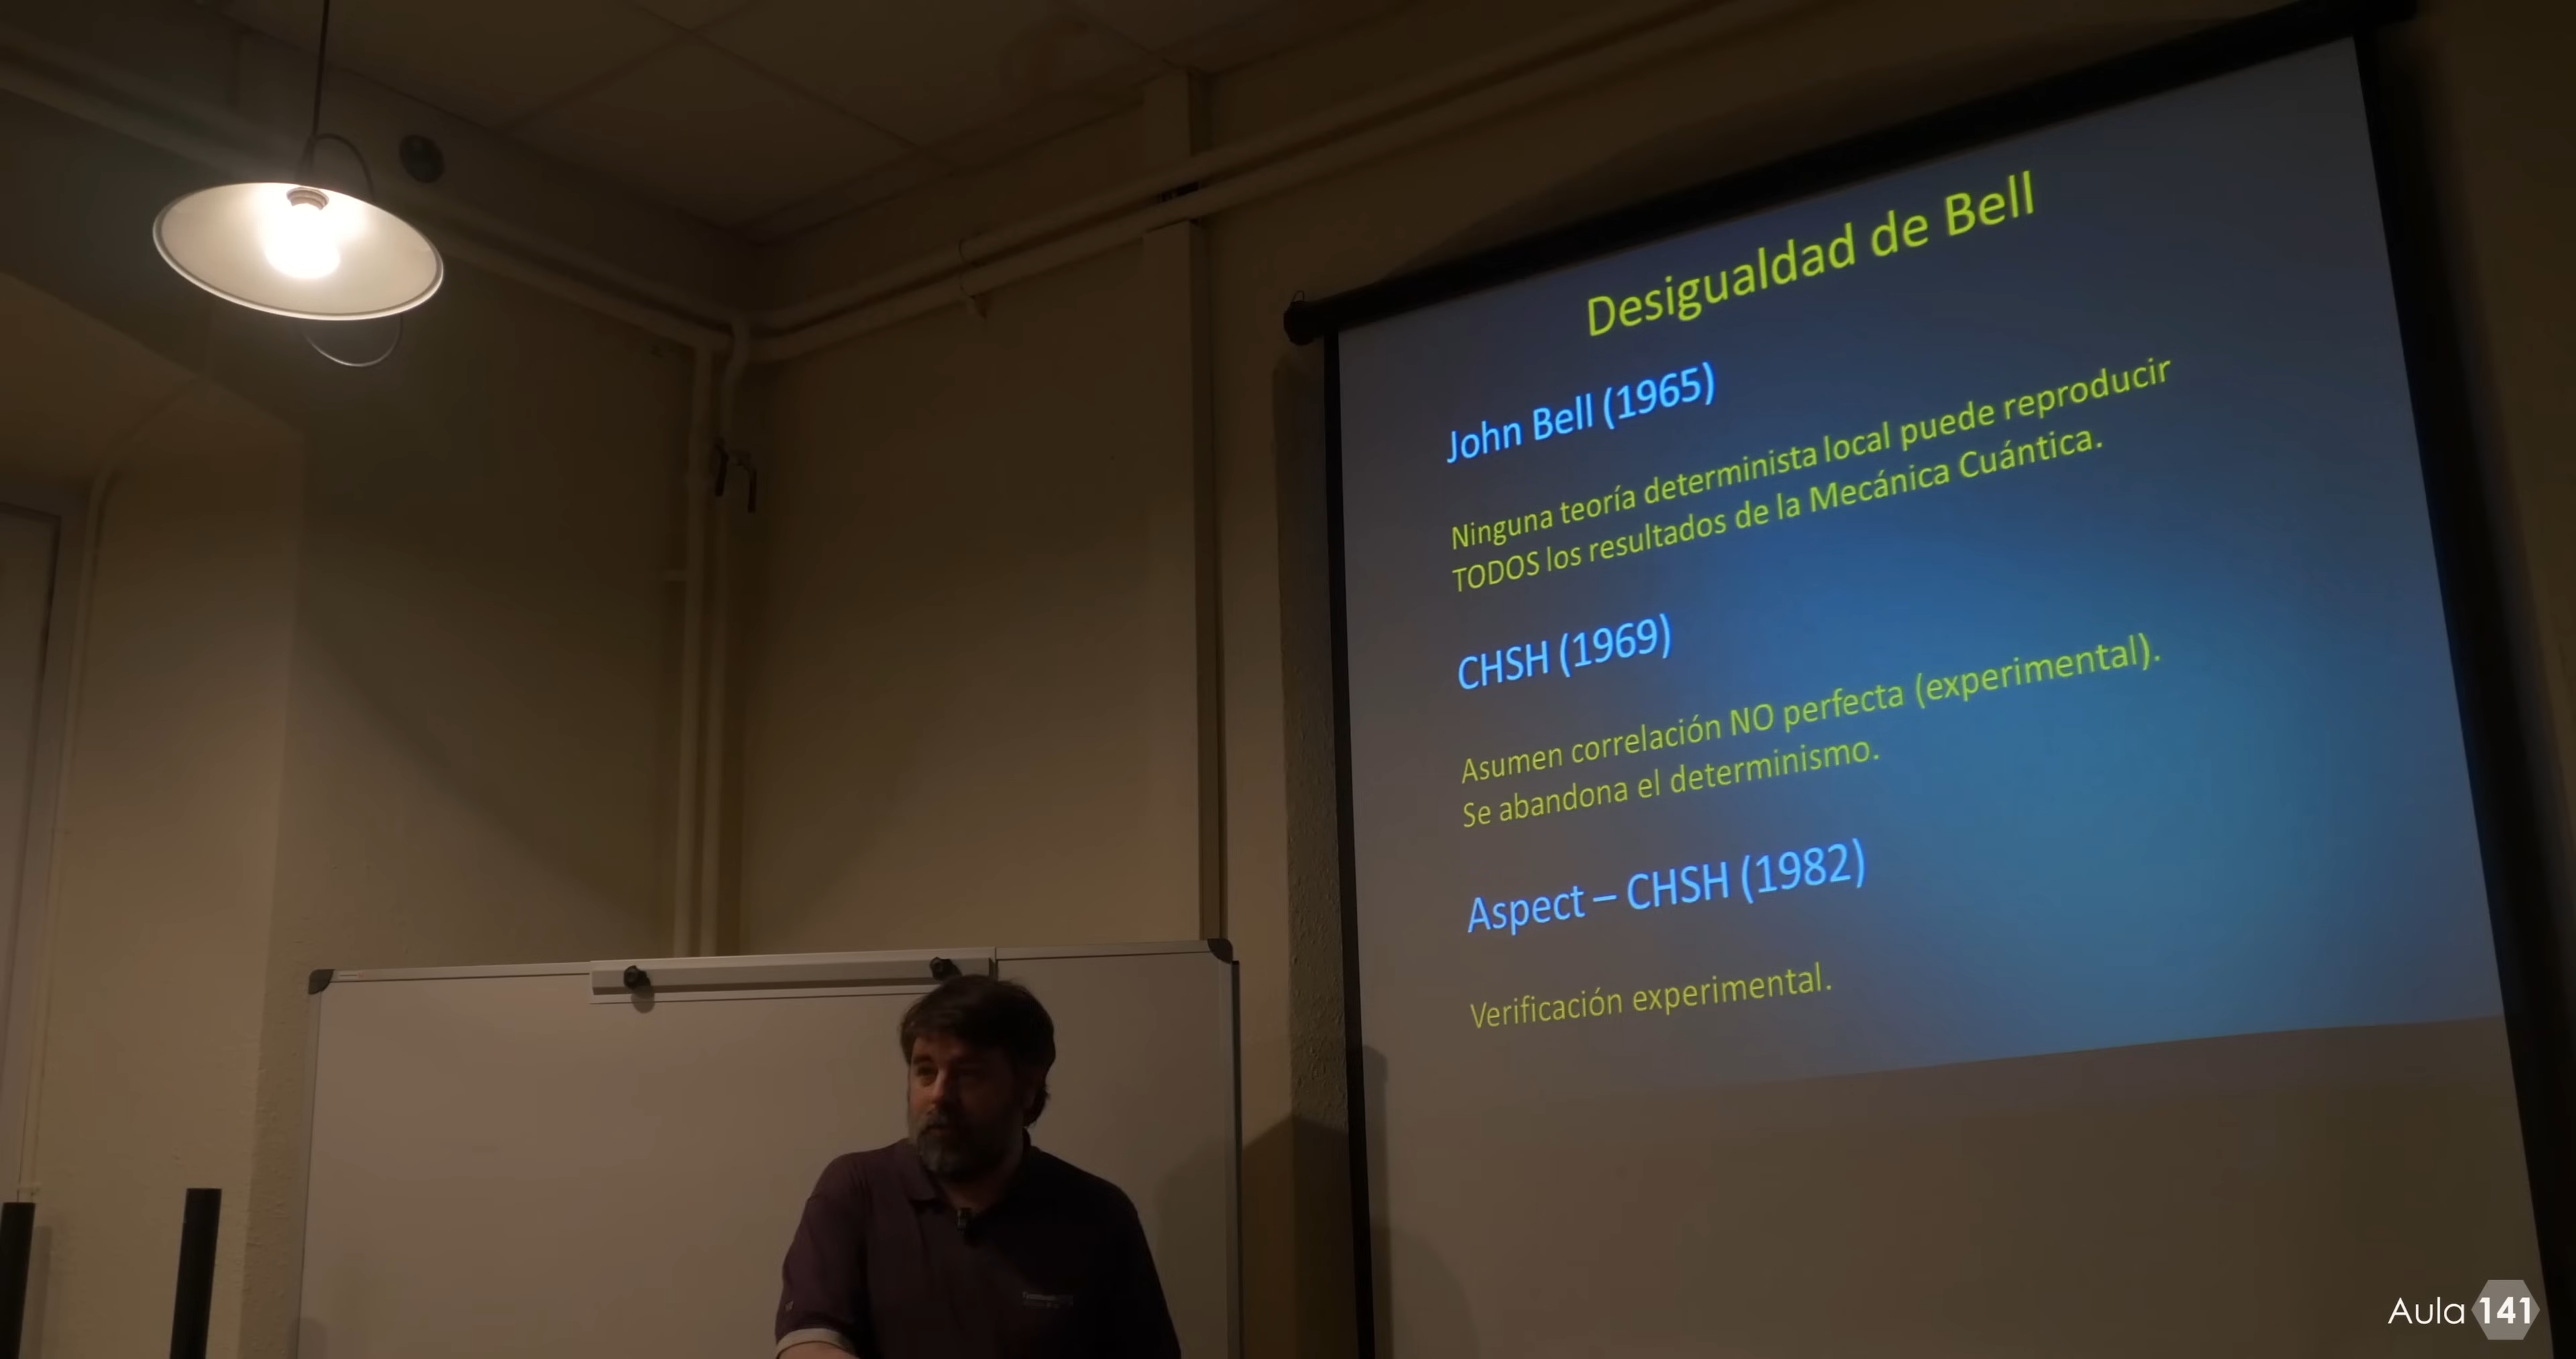 Desigualdad de Bell
John Bell (1965)
Ninguna teoría determinista local puede reproducir
TODOS los resultados de la Mecánica Cuántica.
CHSH (1969)
Asumen correlación NO perfecta (experimental).
Se abandona el determinismo.
Aspect – CHSH (1982)
Verificación experimental.
Aula 141